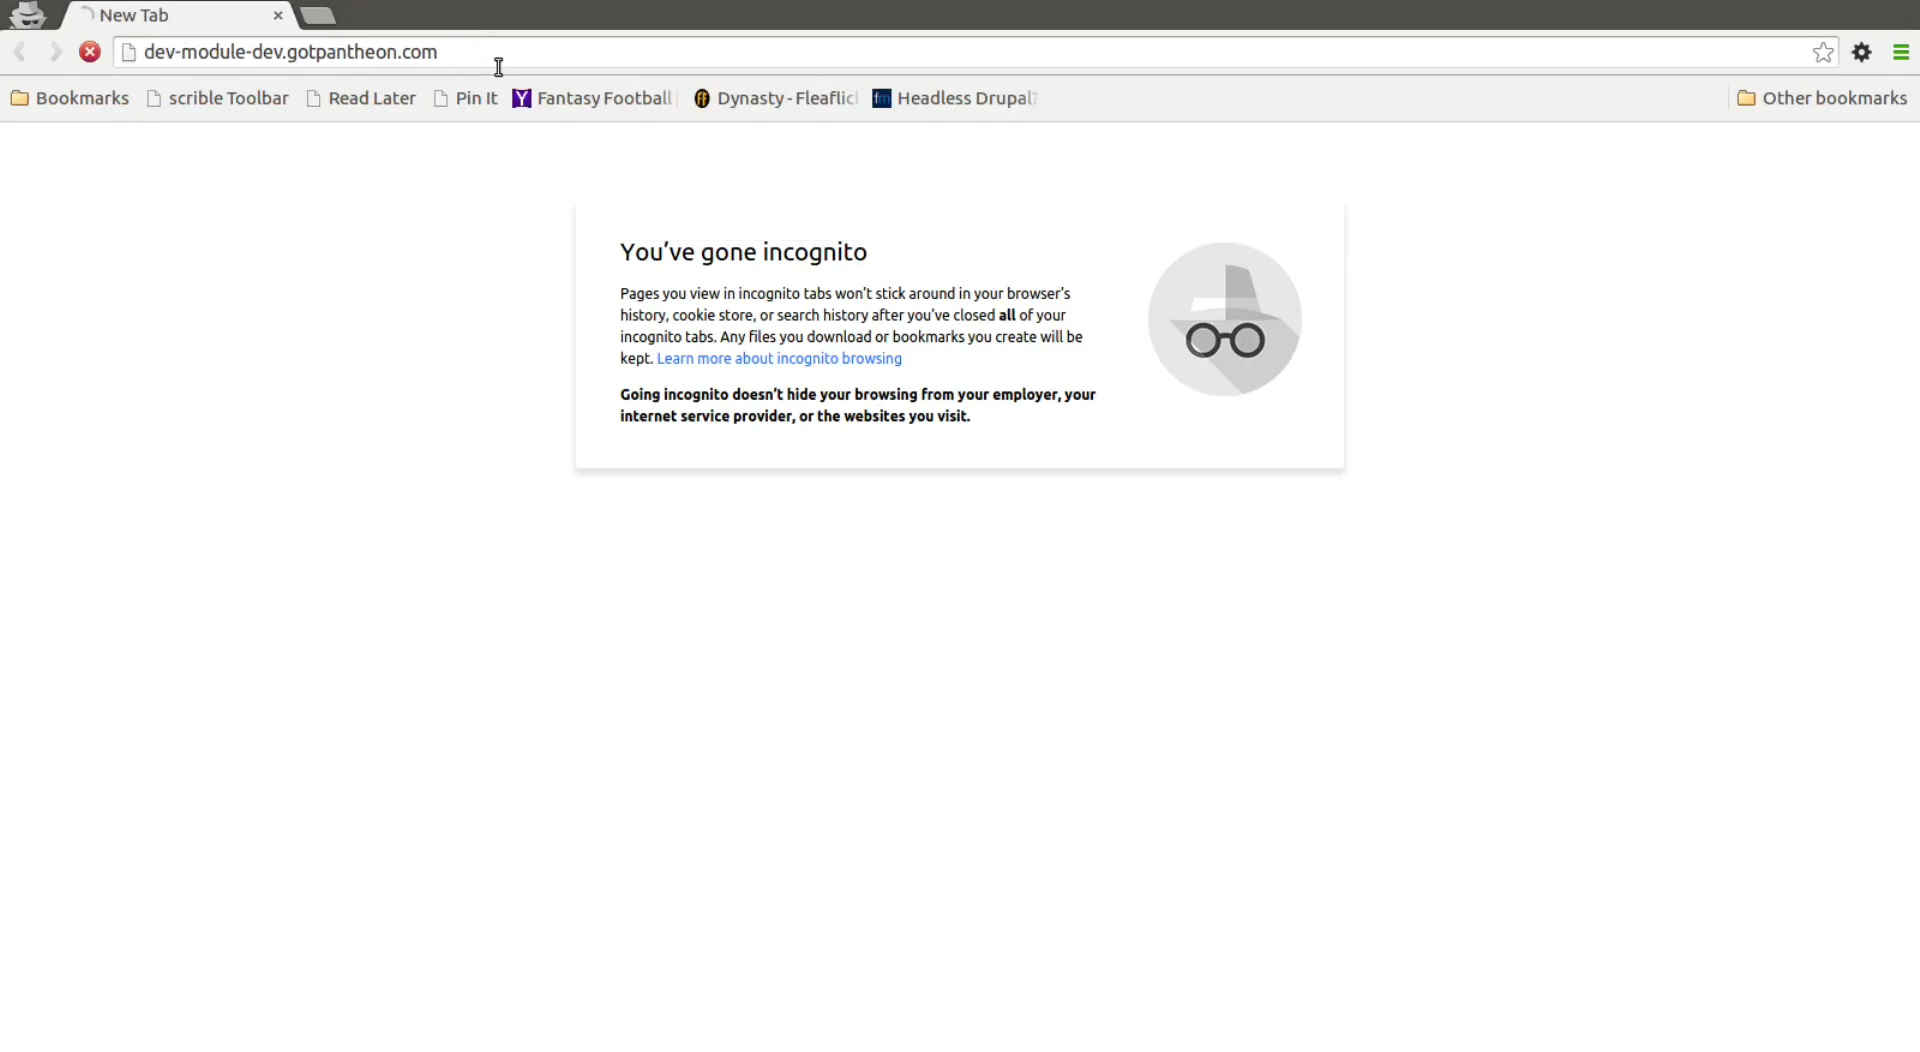 New Tab
dev-module-dev.gotpantheon.com
Bookmarks scrible Toolbar Read Later Pin It Y Fantasy Football ff Dynasty - Fleaflic fm Headless Drupal? Other bookmarks
You've gone incognito
Pages you view in incognito tabs won't stick around in your browser's
history, cookie store, or search history after you've closed all of your
incognito tabs. Any files you download or bookmarks you create will be
kept. Learn more about incognito browsing
Going incognito doesn't hide your browsing from your employer, your
internet service provider, or the websites you visit.